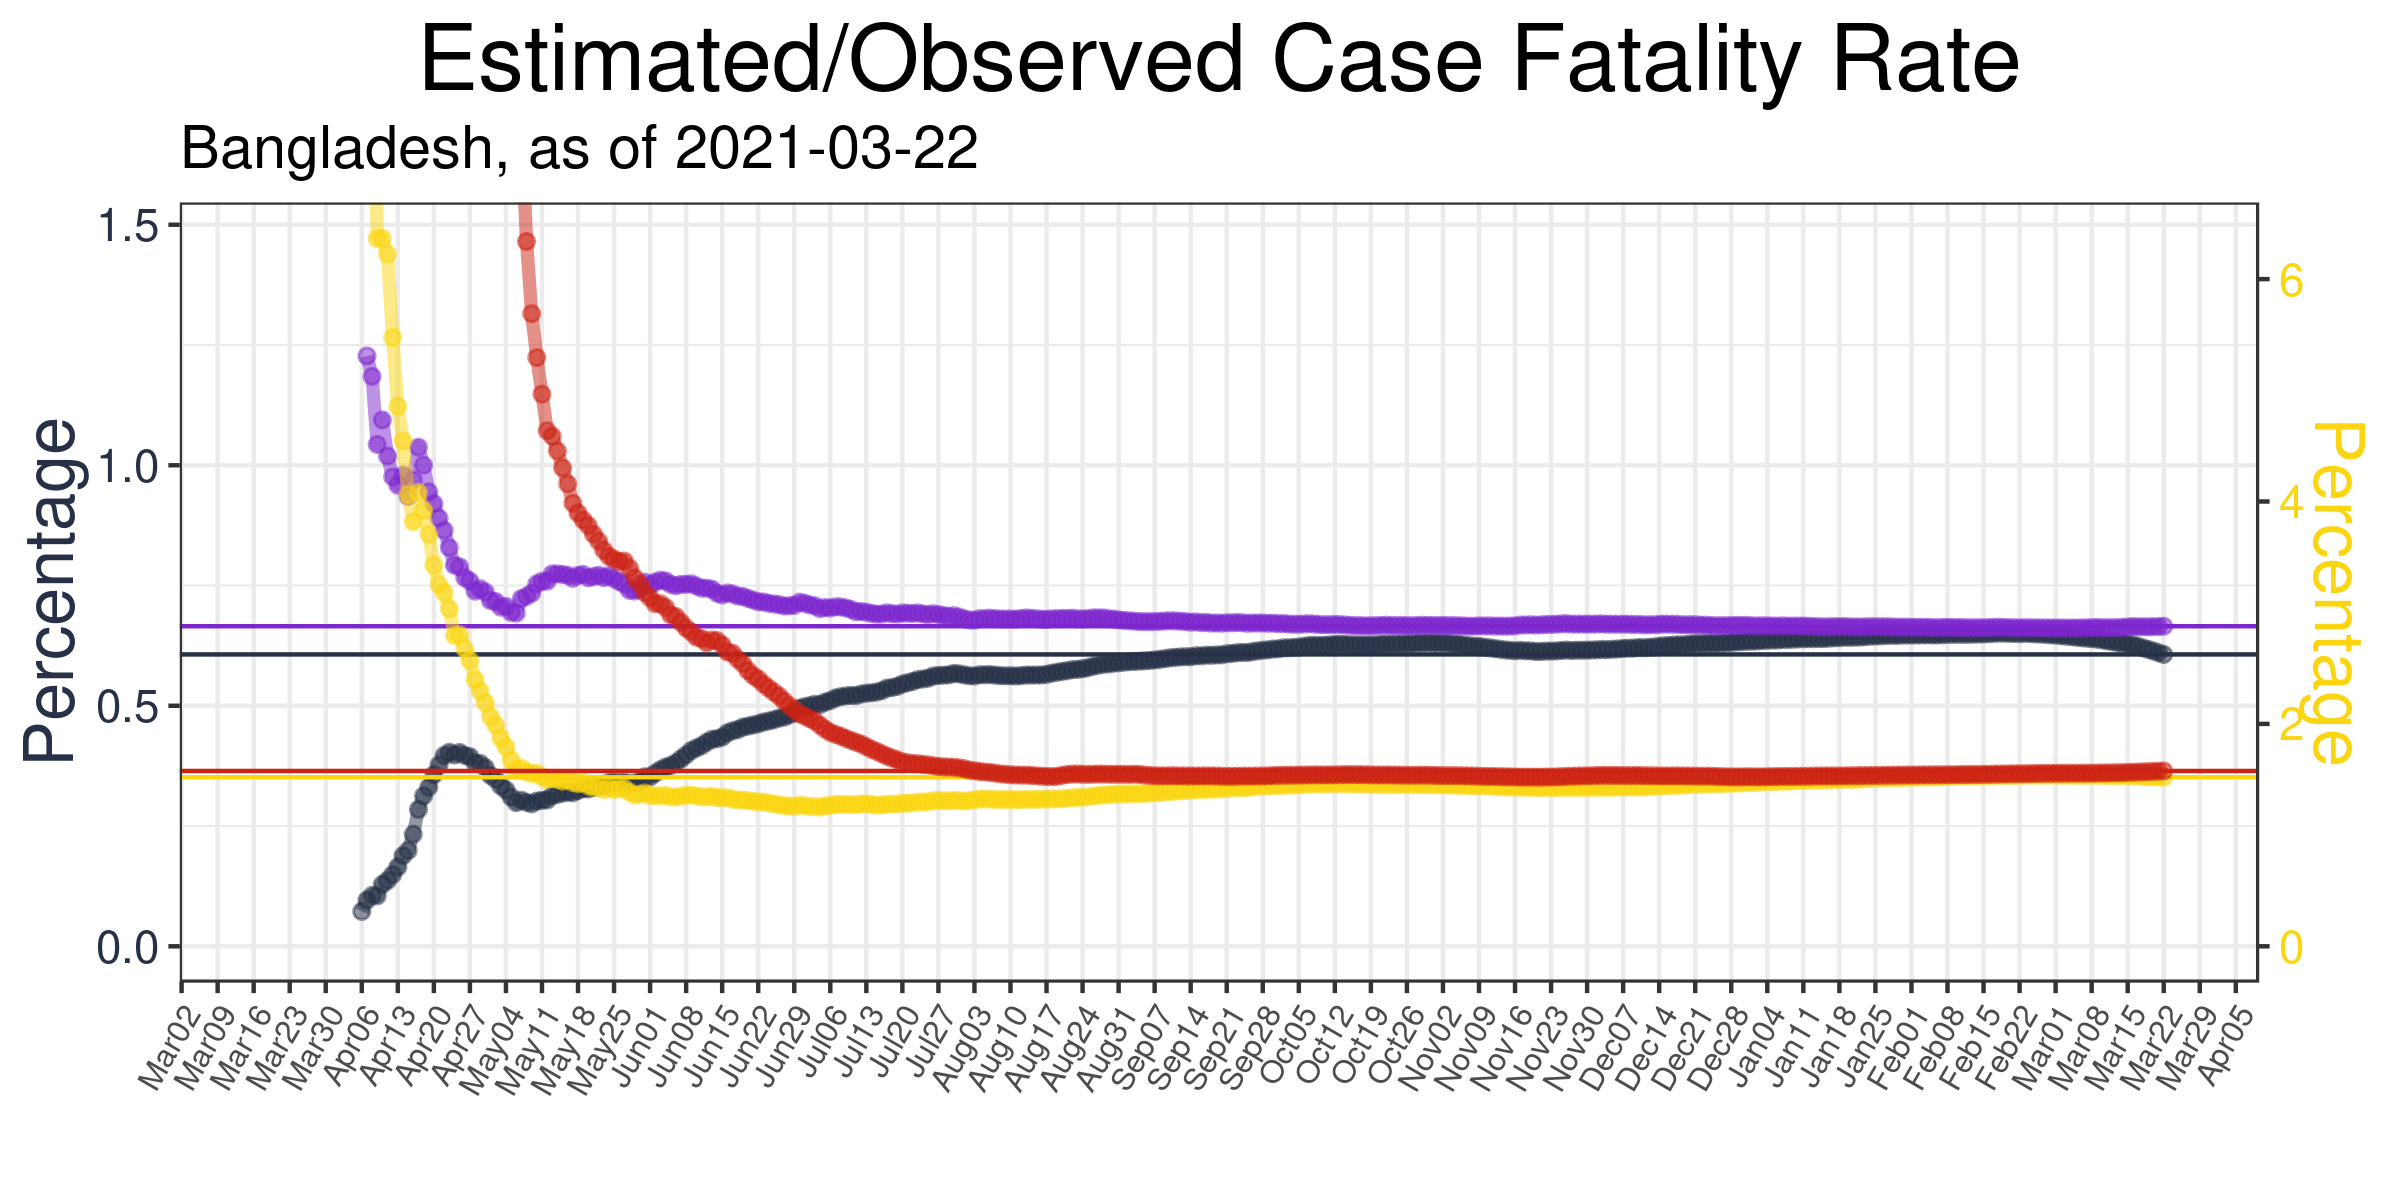 Estimated/Observed Case Fatality Rate
Bangladesh, as of 2021-03-22
Percentage
1.5
1.0
0.5
0.0
6
4
2
0
Percentage
Mar02
Mar09
Mar16
Mar23
Mar30
Apr06
Apr13
Apr20
Apr27
May04
May11
May18
May25
Jun01
Jun08
Jun15
Jun22
Jun29
Jul06
Jul13
Jul20
Jul27
Aug03
Aug10
Aug17
Aug24
Aug31
Sep07
Sep14
Sep21
Sep28
Oct05
Oct12
Oct19
Oct26
Nov02
Nov09
Nov16
Nov23
Nov30
Dec07
Dec14
Dec21
Dec28
Jan04
Jan11
Jan18
Jan25
Feb01
Feb08
Feb15
Feb22
Mar01
Mar08
Mar15
Mar22
Mar29
Apr05